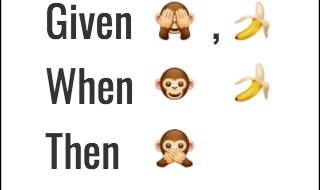 Given 🙈 , 🍌
When 🐵 🍌
Then 🙊